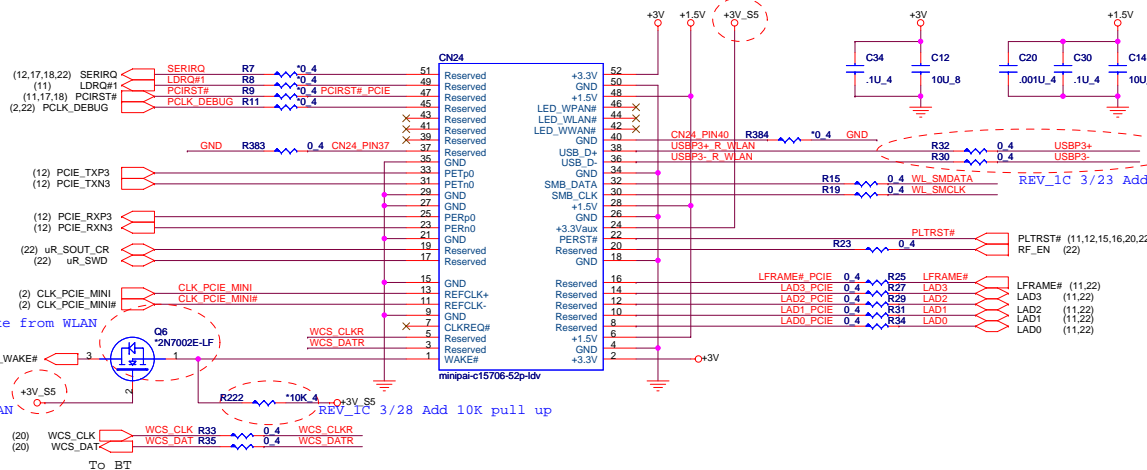 +3V +1.5V +3V_S5 +3V +1.5V
CN24
C34 C12 C20 C30 C14
.1U_4 10U_8 .001U_4 .1U_4 10U
(12,17,18,22) SERIRQ SERIRQ R7 *0_4 51 Reserved +3.3V 52
(11) LDRQ#1 LDRQ#1 R8 *0_4 49 Reserved GND 50
(11,17,18) PCIRST# PCIRST# R9 *0_4 PCIRST#_PCIE 47 Reserved +1.5V 48
(2,22) PCLK_DEBUG PCLK_DEBUG R11 *0_4 45 Reserved LED_WPAN# 46
43 Reserved LED_WLAN# 44
41 Reserved LED_WWAN# 42
39 Reserved GND 40 CN24_PIN40 R384 *0_4 GND
GND R383 0_4 CN24_PIN37 37 Reserved USB_D+ 38 USBP3+_R_WLAN R32 0_4 USBP3+
35 GND USB_D- 36 USBP3-_R_WLAN R30 0_4 USBP3-
(12) PCIE_TXP3 33 PETp0 GND 34
REV_1C 3/23 Add
(12) PCIE_TXN3 31 PETn0 SMB_DATA 32 R15 0_4 WL_SMDATA
29 GND SMB_CLK 30 R19 0_4 WL_SMCLK
27 GND +1.5V 28
(12) PCIE_RXP3 25 PERp0 GND 26
(12) PCIE_RXN3 23 PERn0 +3.3Vaux 24
21 GND PERST# 22 PLTRST# PLTRST# (11,12,15,16,20,22
(22) uR_SOUT_CR 19 Reserved Reserved 20 R23 0_4 RF_EN (22)
(22) uR_SWD 17 Reserved GND 18
15 GND Reserved 16 LFRAME#_PCIE 0_4 R25 LFRAME# LFRAME# (11,22)
(2) CLK_PCIE_MINI CLK_PCIE_MINI 13 REFCLK+ Reserved 14 LAD3_PCIE 0_4 R27 LAD3 LAD3 (11,22)
(2) CLK_PCIE_MINI# CLK_PCIE_MINI# 11 REFCLK- Reserved 12 LAD2_PCIE 0_4 R29 LAD2 LAD2 (11,22)
9 GND Reserved 10 LAD1_PCIE 0_4 R31 LAD1 LAD1 (11,22)
7 CLKREQ# Reserved 8 LAD0_PCIE 0_4 R34 LAD0 LAD0 (11,22)
WCS_CLKR 5 Reserved +1.5V 6
WCS_DATR 3 Reserved GND 4
1 WAKE# +3.3V 2 +3V
minipai-c15706-52p-ldv
from WLAN
Q6
*2N7002E-LF
_WAKE# 3 1
2
+3V_S5
R222 *10K_4 +3V_S5
REV_1C 3/28 Add 10K pull up
(20) WCS_CLK WCS_CLK R33 0_4 WCS_CLKR
(20) WCS_DAT WCS_DAT R35 0_4 WCS_DATR
To BT